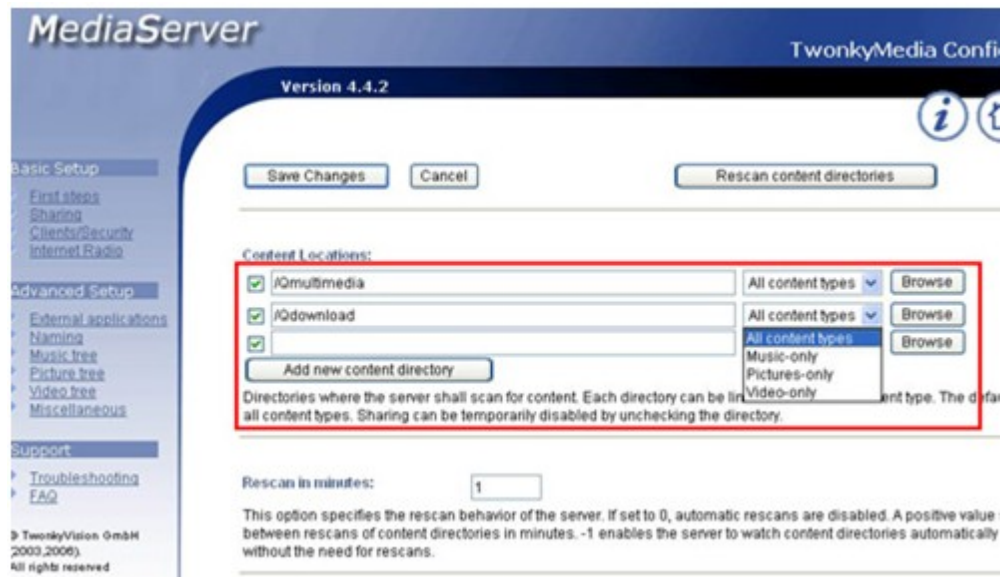 MediaServer
TwonkyMedia Confi
Version 4.4.2
Basic Setup
First steps
Sharing
Clients/Security
Internet Radio
Advanced Setup
External applications
Naming
Music tree
Picture tree
Video tree
Miscellaneous
Support
Troubleshooting
FAQ
© TwonkyVision GmbH
(2003,2006).
All rights reserved
Save Changes Cancel Rescan content directories
Content Locations:
/Qmultimedia All content types Browse
/Qdownload All content types Browse
Browse
All content types
Music-only
Pictures-only
Video-only
Add new content directory
Directories where the server shall scan for content. Each directory can be ent type. The defa
all content types. Sharing can be temporarily disabled by unchecking the directory.
Rescan in minutes: 1
This option specifies the rescan behavior of the server. If set to 0, automatic rescans are disabled. A positive value
between rescans of content directories in minutes. -1 enables the server to watch content directories automatically
without the need for rescans.